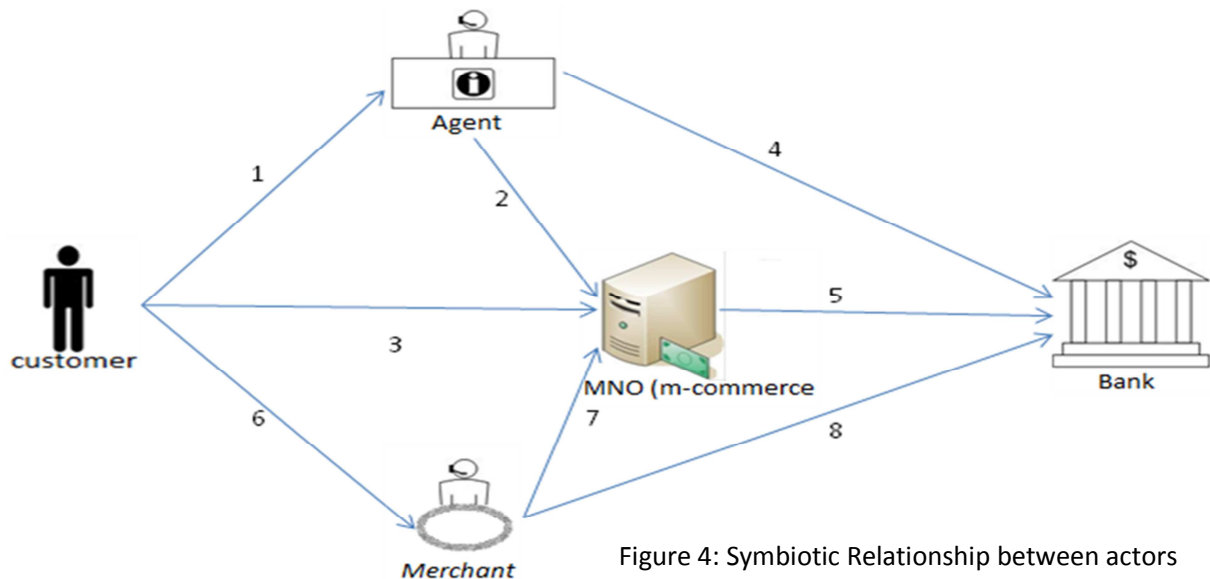 Agent
1
2
4
$
customer
3
5
MNO (m-commerce
Bank
6
7
8
Merchant
Figure 4: Symbiotic Relationship between actors